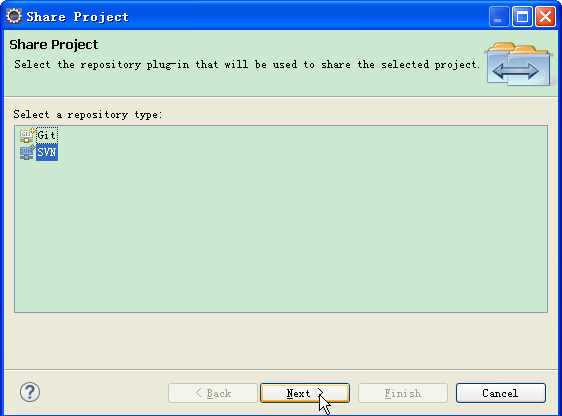 Share Project
Share Project
Select the repository plug-in that will be used to share the selected project.
Select a repository type:
Git
SVN
?
< Back
Next >
Finish
Cancel